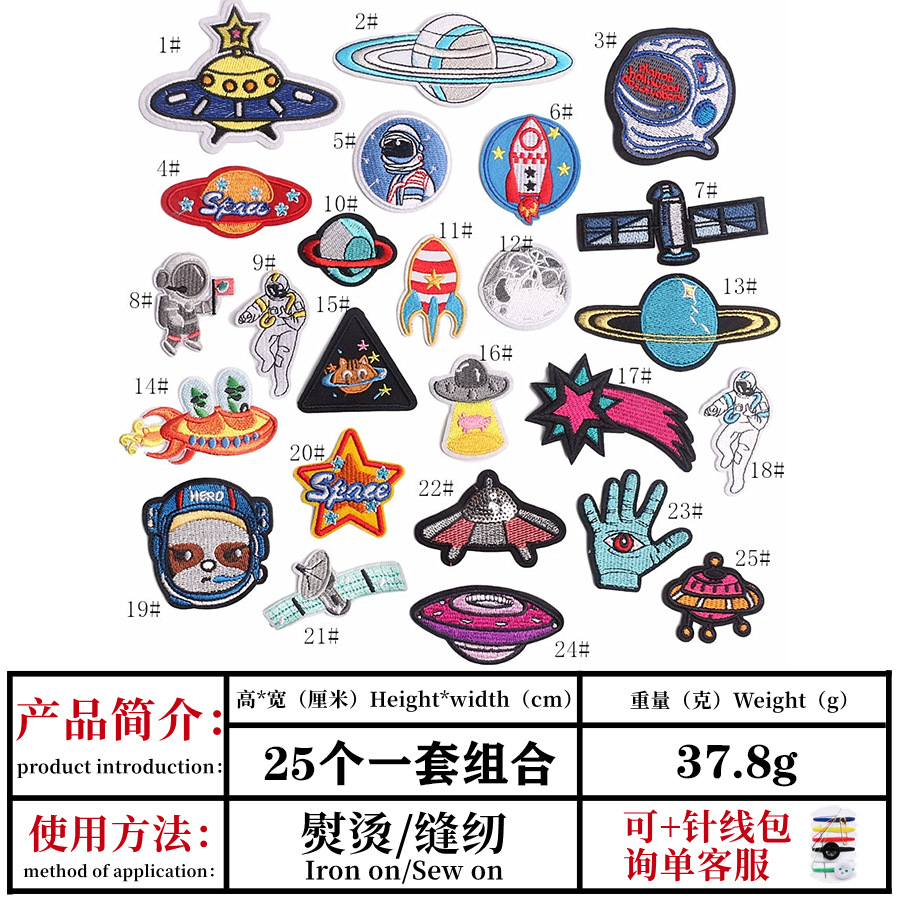 1#
2#
3#
planet
hollywood
observatory
4#
Space
5#
6#
7#
8#
9#
10#
11#
12#
13#
14#
15#
16#
17#
18#
19#
HERO
20#
Space
21#
22#
23#
24#
25#
产品简介：
product introduction：
高*宽（厘米）Height*width（cm）
重量（克）Weight（g）
25个一套组合
37.8g
使用方法：
method of application：
熨烫/缝纫
Iron on/Sew on
可+针线包
询单客服